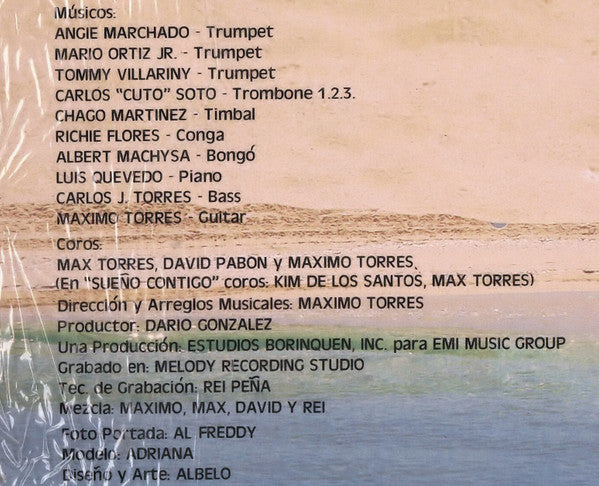 Músicos:
ANGIE MARCHADO - Trumpet
MARIO ORTIZ JR. - Trumpet
TOMMY VILLARINY - Trumpet
CARLOS "CUTO" SOTO - Trombone 1.2.3.
CHAGO MARTINEZ - Timbal
RICHIE FLORES - Conga
ALBERT MACHYSA - Bongó
LUIS QUEVEDO - Piano
CARLOS J. TORRES - Bass
MAXIMO TORRES - Guitar
Coros:
MAX TORRES, DAVID PABON y MAXIMO TORRES.
(En "SUEÑO CONTIGO" coros: KIM DE LOS SANTOS, MAX TORRES)
Dirección y Arreglos Musicales: MAXIMO TORRES
Productor: DARIO GONZALEZ
Una Producción: ESTUDIOS BORINQUEN, INC. para EMI MUSIC GROUP
Grabado en: MELODY RECORDING STUDIO
Tec. de Grabación: REI PEÑA
Mezcla: MAXIMO, MAX, DAVID Y REI
Foto Portada: AL FREDDY
Modelo: ADRIANA
Diseño y Arte: ALBELO